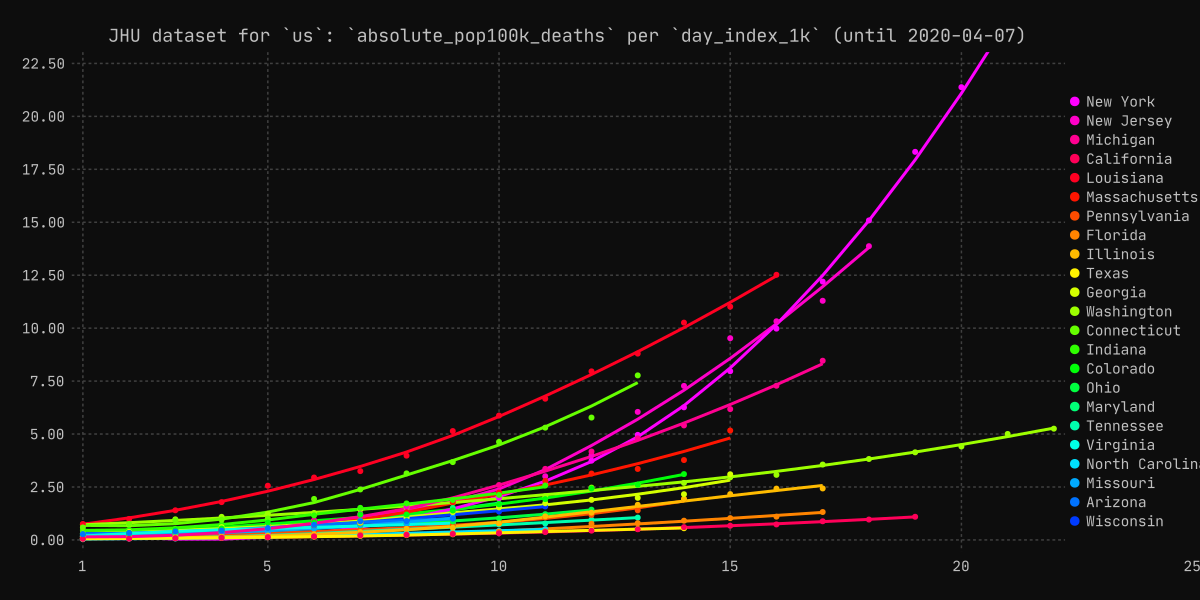 JHU dataset for `us`: `absolute_pop100k_deaths` per `day_index_1k` (until 2020-04-07)
22.50
20.00
17.50
15.00
12.50
10.00
7.50
5.00
2.50
0.00
1 5 10 15 20 25
New York
New Jersey
Michigan
California
Louisiana
Massachusetts
Pennsylvania
Florida
Illinois
Texas
Georgia
Washington
Connecticut
Indiana
Colorado
Ohio
Maryland
Tennessee
Virginia
North Carolina
Missouri
Arizona
Wisconsin